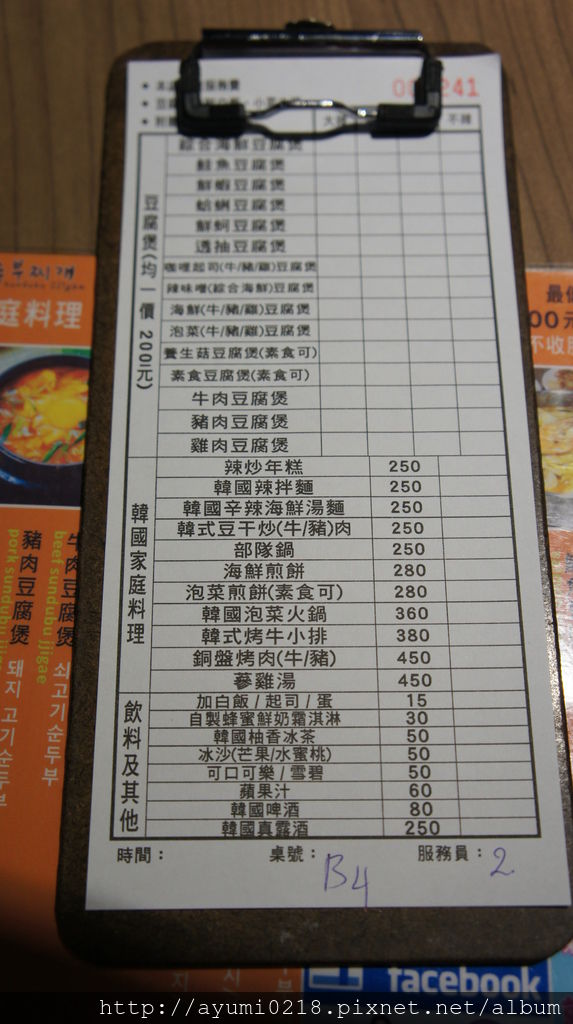 241
豆腐煲(均一價 200元)
綜合海鮮豆腐煲
鮭魚豆腐煲
鮮蝦豆腐煲
蛤蜊豆腐煲
鮮蚵豆腐煲
透抽豆腐煲
咖哩起司(牛/豬/雞)豆腐煲
辣味噌(綜合海鮮)豆腐煲
海鮮(牛/豬/雞)豆腐煲
泡菜(牛/豬/雞)豆腐煲
養生菇豆腐煲(素食可)
素食豆腐煲(素食可)
牛肉豆腐煲
豬肉豆腐煲
雞肉豆腐煲
韓國家庭料理
辣炒年糕 250
韓國辣拌麵 250
韓國辛辣海鮮湯麵 250
韓式豆干炒(牛/豬)肉 250
部隊鍋 250
海鮮煎餅 280
泡菜煎餅(素食可) 280
韓國泡菜火鍋 360
韓式烤牛小排 380
銅盤烤肉(牛/豬) 450
蔘雞湯 450
飲料及其他
加白飯 / 起司 / 蛋 15
自製蜂蜜鮮奶霜淇淋 30
韓國柚香冰茶 50
冰沙(芒果/水蜜桃) 50
可口可樂 / 雪碧 50
蘋果汁 60
韓國啤酒 80
韓國真露酒 250
時間： 桌號：B4 服務員：2
庭料理
豬肉豆腐煲
pork sundubu jjigae
돼지고기순두부
beef sundubu jjigae
쇠고기순두부
00元
不收
facebook
http://ayumi0218.pixnet.net/album